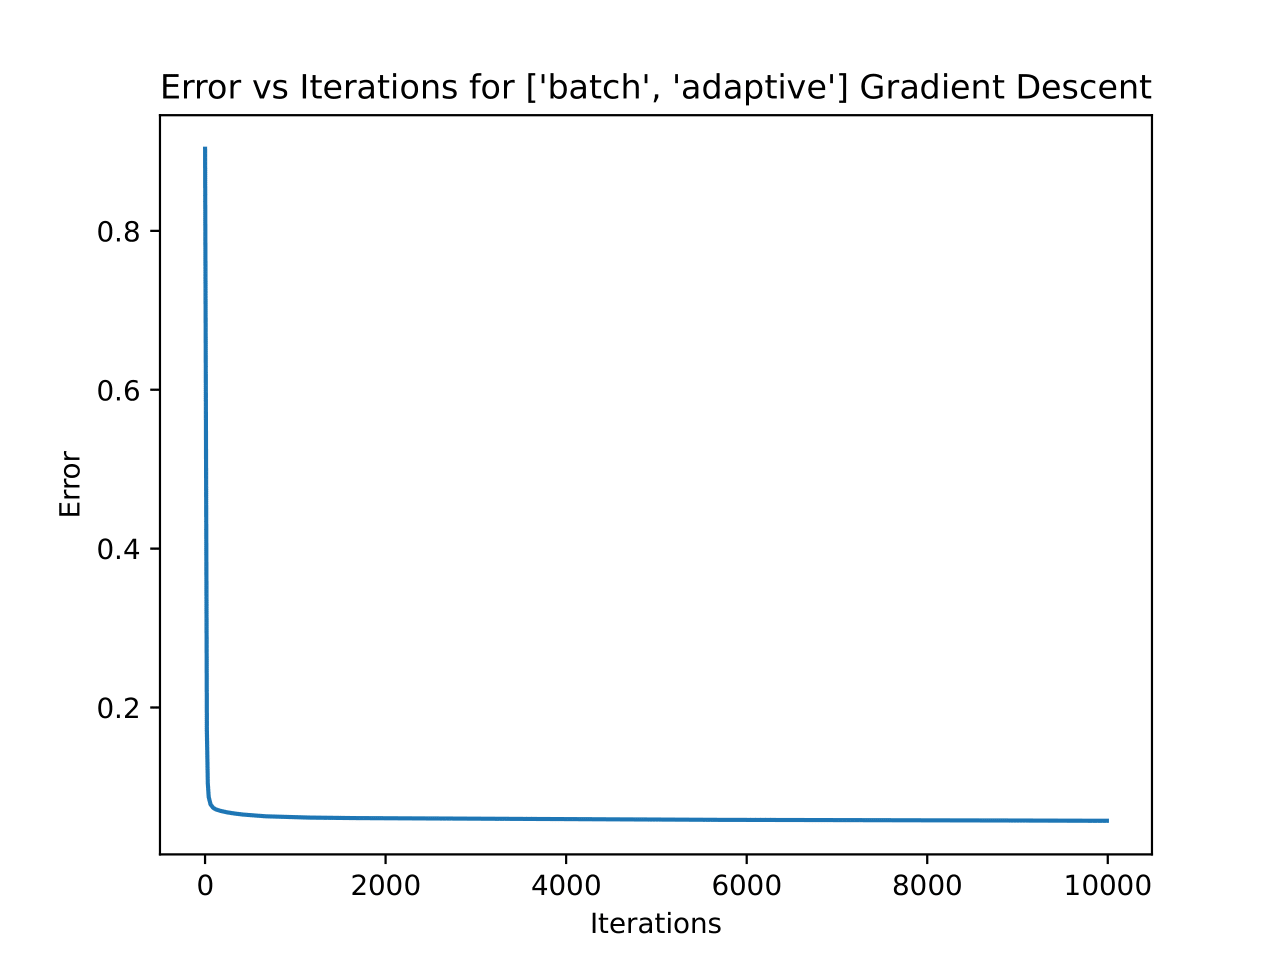 Error vs Iterations for ['batch', 'adaptive'] Gradient Descent
0.8
0.6
Error
0.4
0.2
0 2000 4000 6000 8000 10000
Iterations